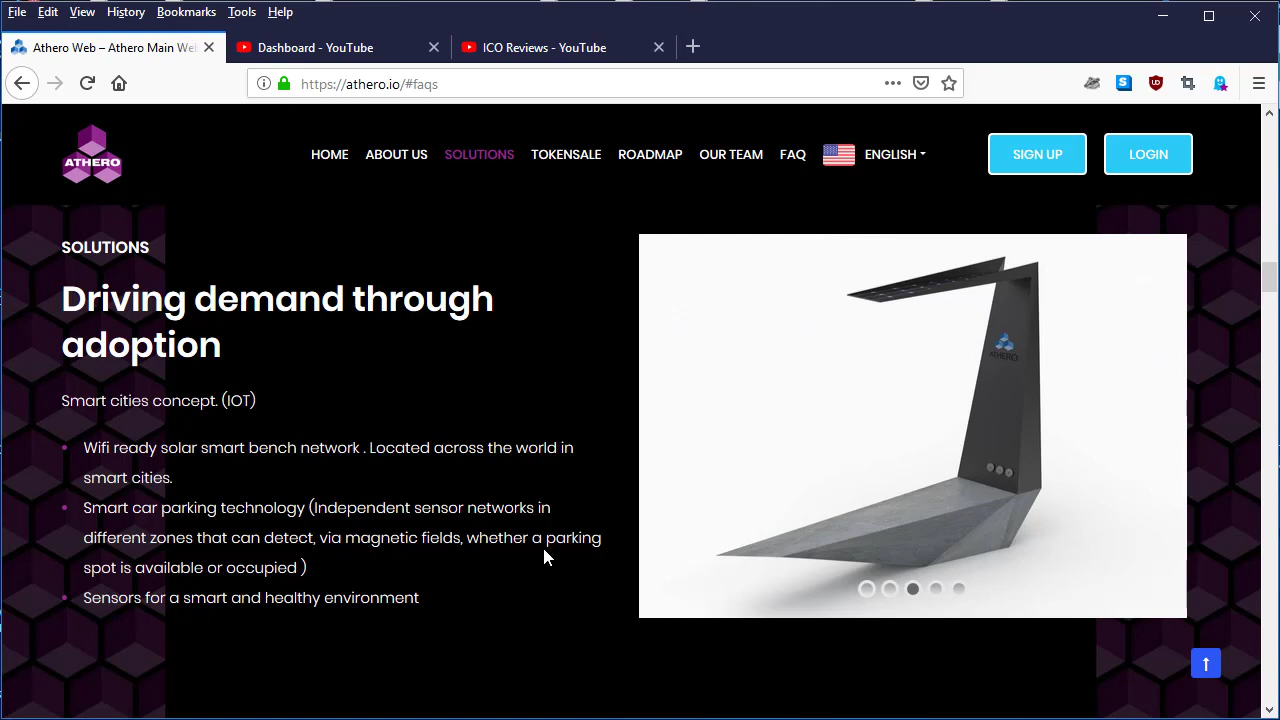 File Edit View History Bookmarks Tools Help
Athero Web – Athero Main We
Dashboard - YouTube
ICO Reviews - YouTube
https://athero.io/#faqs
ATHERO
HOME ABOUT US SOLUTIONS TOKENSALE ROADMAP OUR TEAM FAQ ENGLISH SIGN UP LOGIN
SOLUTIONS
Driving demand through
adoption
Smart cities concept. (IOT)
Wifi ready solar smart bench network . Located across the world in
smart cities.
Smart car parking technology (Independent sensor networks in
different zones that can detect, via magnetic fields, whether a parking
spot is available or occupied )
Sensors for a smart and healthy environment
ATHERO